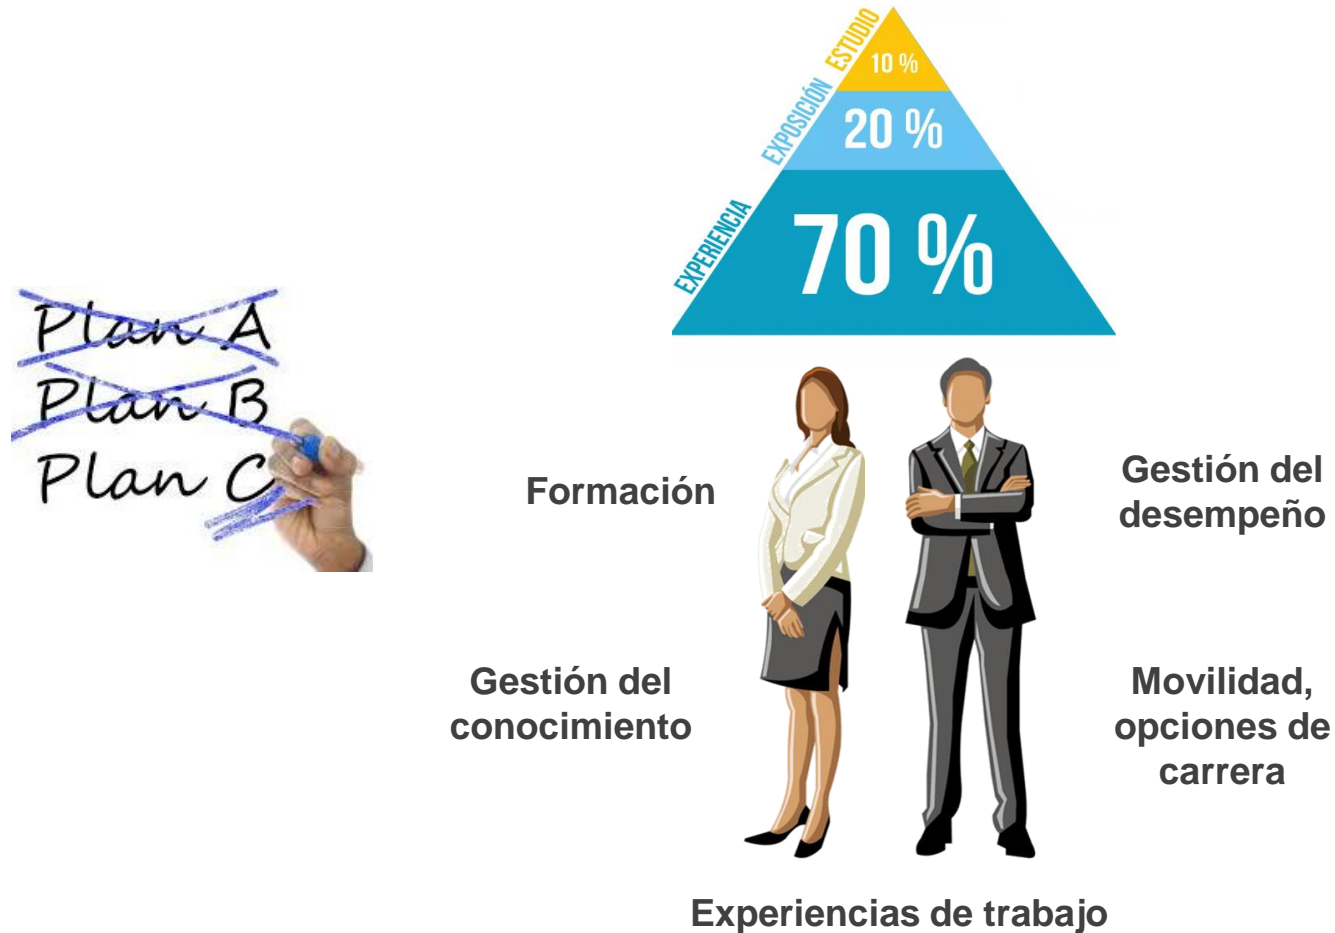 ESTUDIO
10 %
EXPOSICIÓN
20 %
EXPERIENCIA
70 %
Plan A
Plan B
Plan C
Formación
Gestión del
desempeño
Gestión del
conocimiento
Movilidad,
opciones de
carrera
Experiencias de trabajo